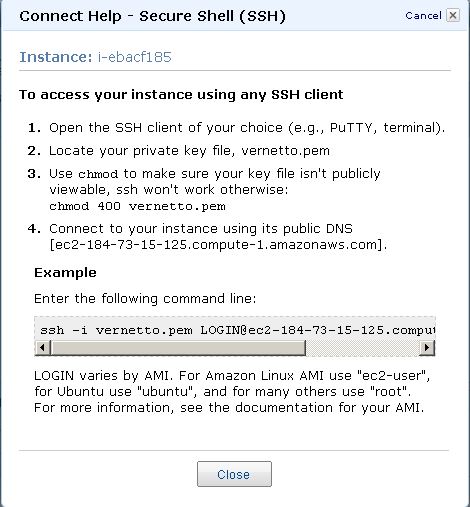 Connect Help - Secure Shell (SSH)
Cancel
Instance: i-ebacf185
To access your instance using any SSH client
1. Open the SSH client of your choice (e.g., PuTTY, terminal).
2. Locate your private key file, vernetto.pem
3. Use chmod to make sure your key file isn't publicly
viewable, ssh won't work otherwise:
chmod 400 vernetto.pem
4. Connect to your instance using its public DNS
[ec2-184-73-15-125.compute-1.amazonaws.com].
Example
Enter the following command line:
ssh -i vernetto.pem LOGIN@ec2-184-73-15-125.comput
LOGIN varies by AMI. For Amazon Linux AMI use "ec2-user",
for Ubuntu use "ubuntu", and for many others use "root".
For more information, see the documentation for your AMI.
Close